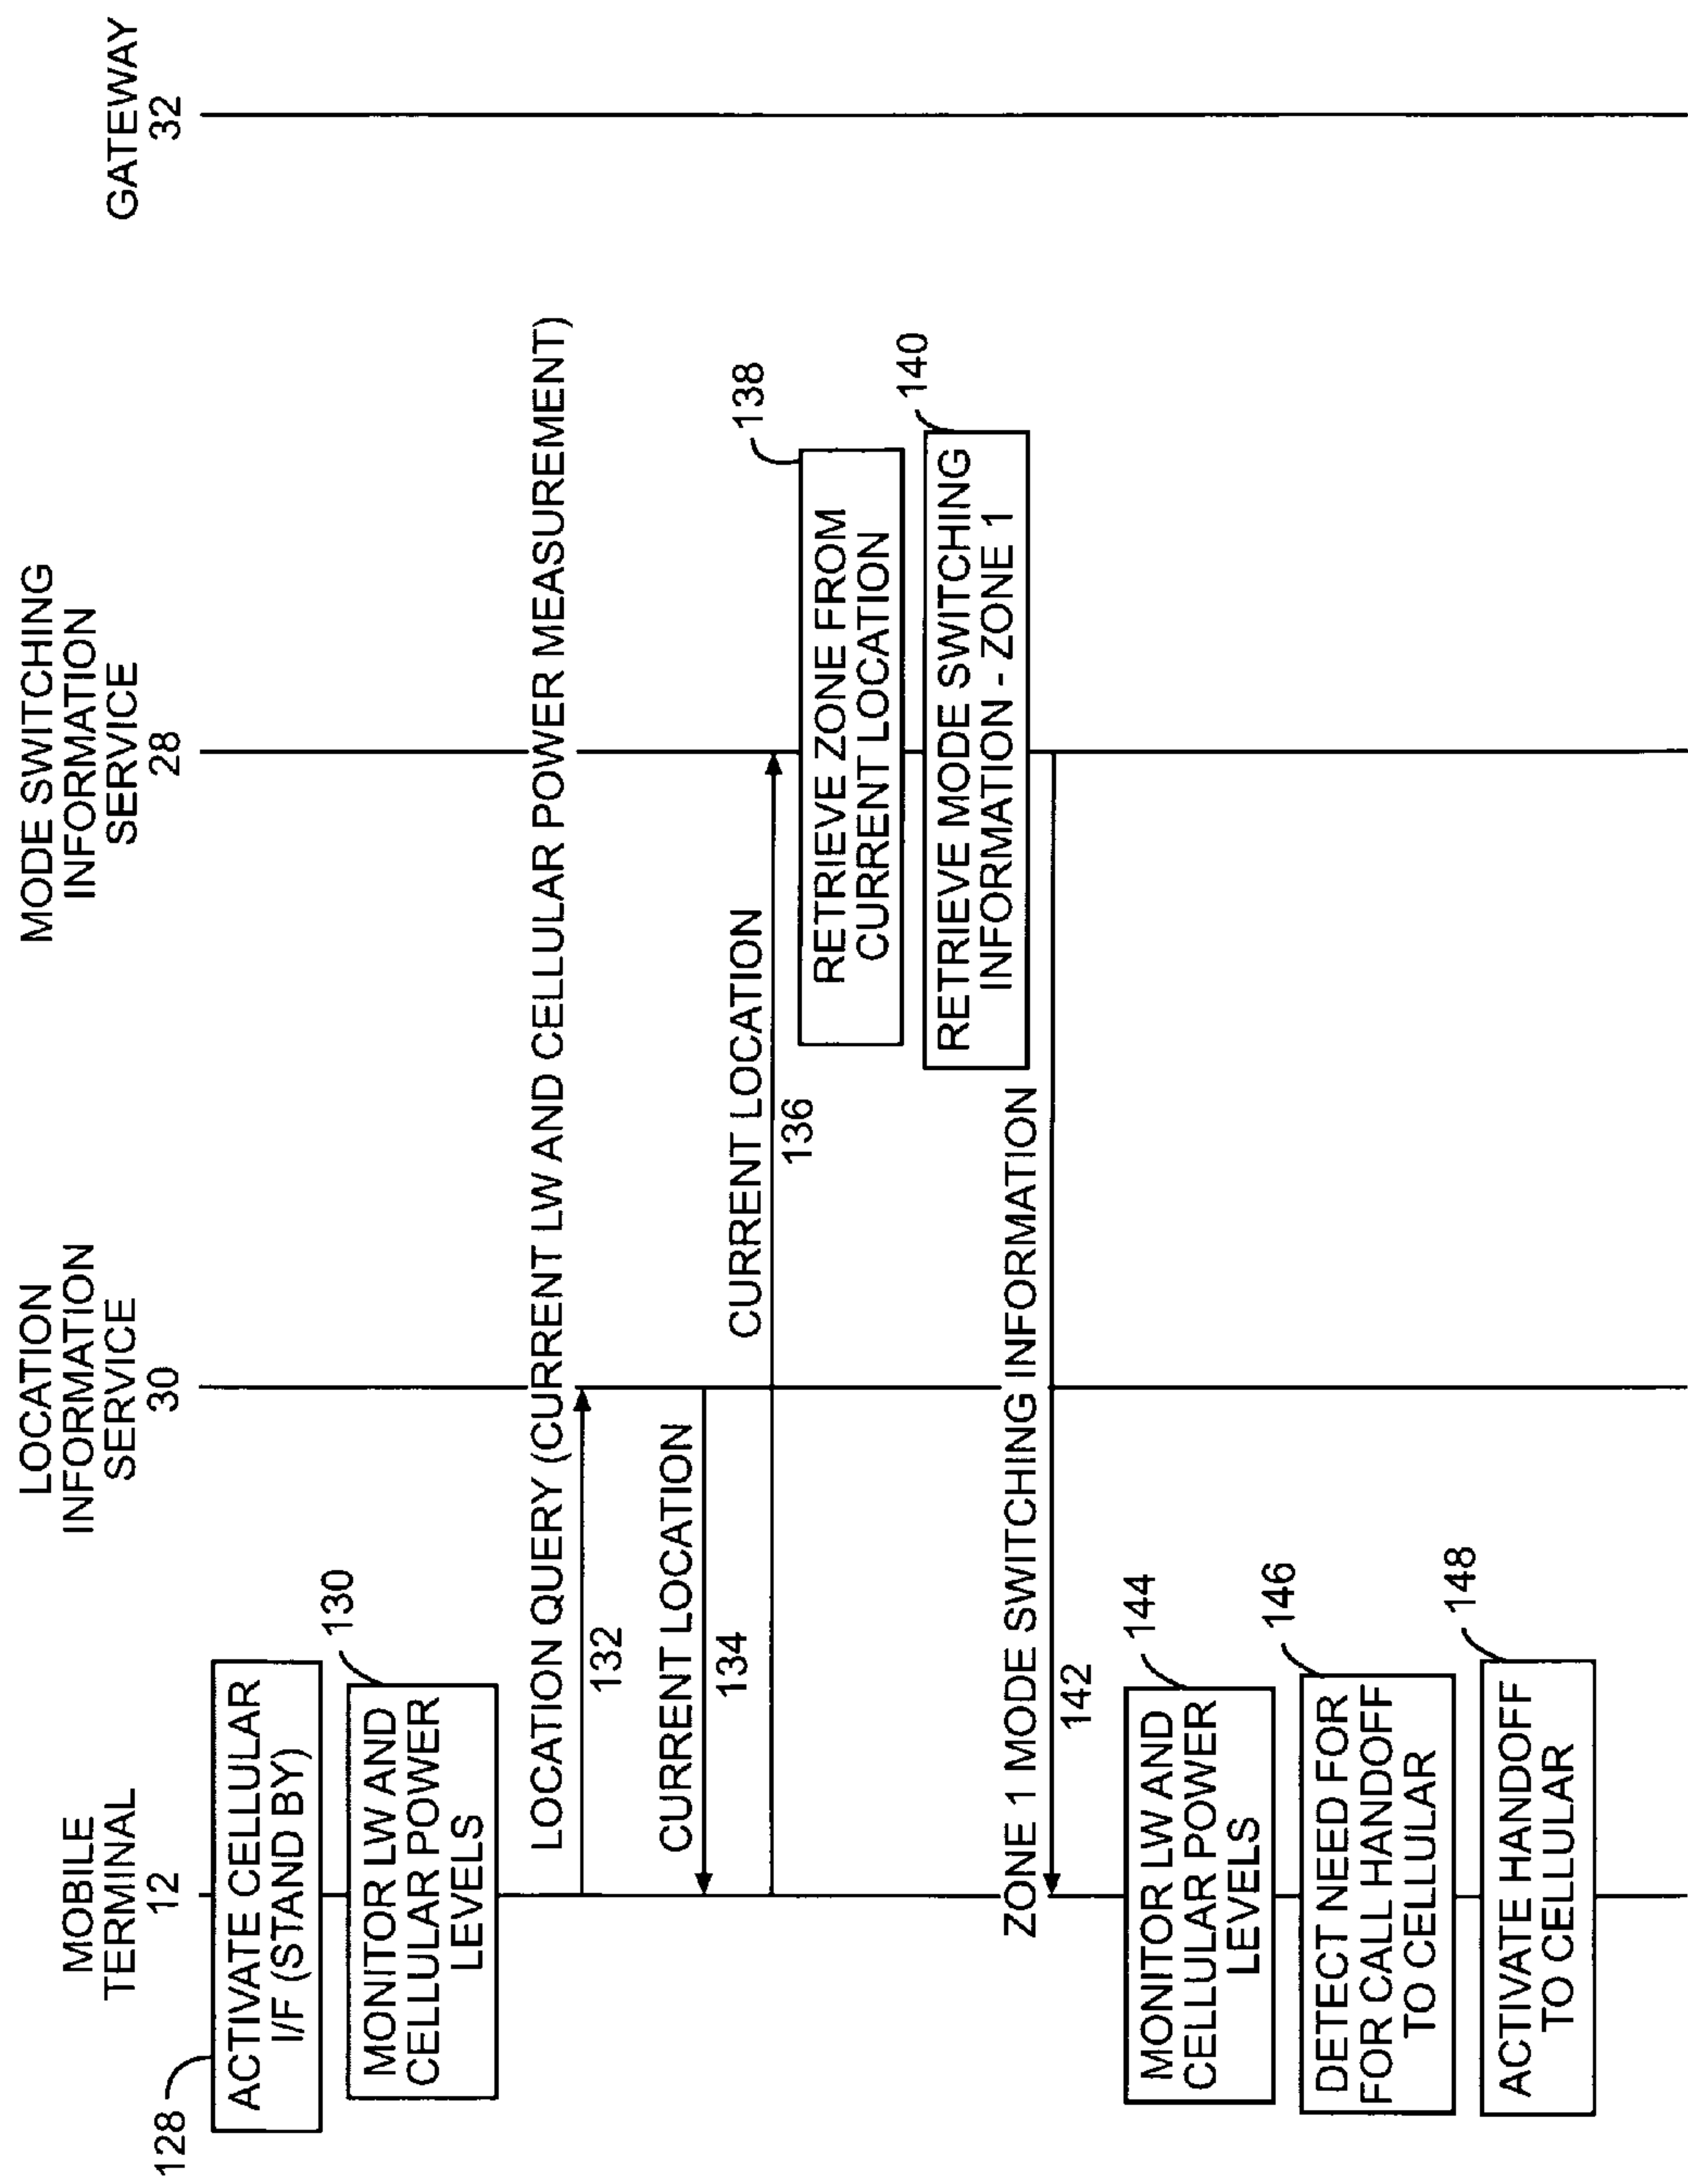 MOBILE
TERMINAL
12
LOCATION
INFORMATION
SERVICE
30
MODE SWITCHING
INFORMATION
SERVICE
28
GATEWAY
32
128
ACTIVATE CELLULAR
I/F (STAND BY)
130
MONITOR LW AND
CELLULAR POWER
LEVELS
LOCATION QUERY (CURRENT LW AND CELLULAR POWER MEASUREMENT)
132
CURRENT LOCATION
134
CURRENT LOCATION
136
138
RETRIEVE ZONE FROM
CURRENT LOCATION
140
RETRIEVE MODE SWITCHING
INFORMATION - ZONE 1
ZONE 1 MODE SWITCHING INFORMATION
142
144
MONITOR LW AND
CELLULAR POWER
LEVELS
146
DETECT NEED FOR
FOR CALL HANDOFF
TO CELLULAR
148
ACTIVATE HANDOFF
TO CELLULAR